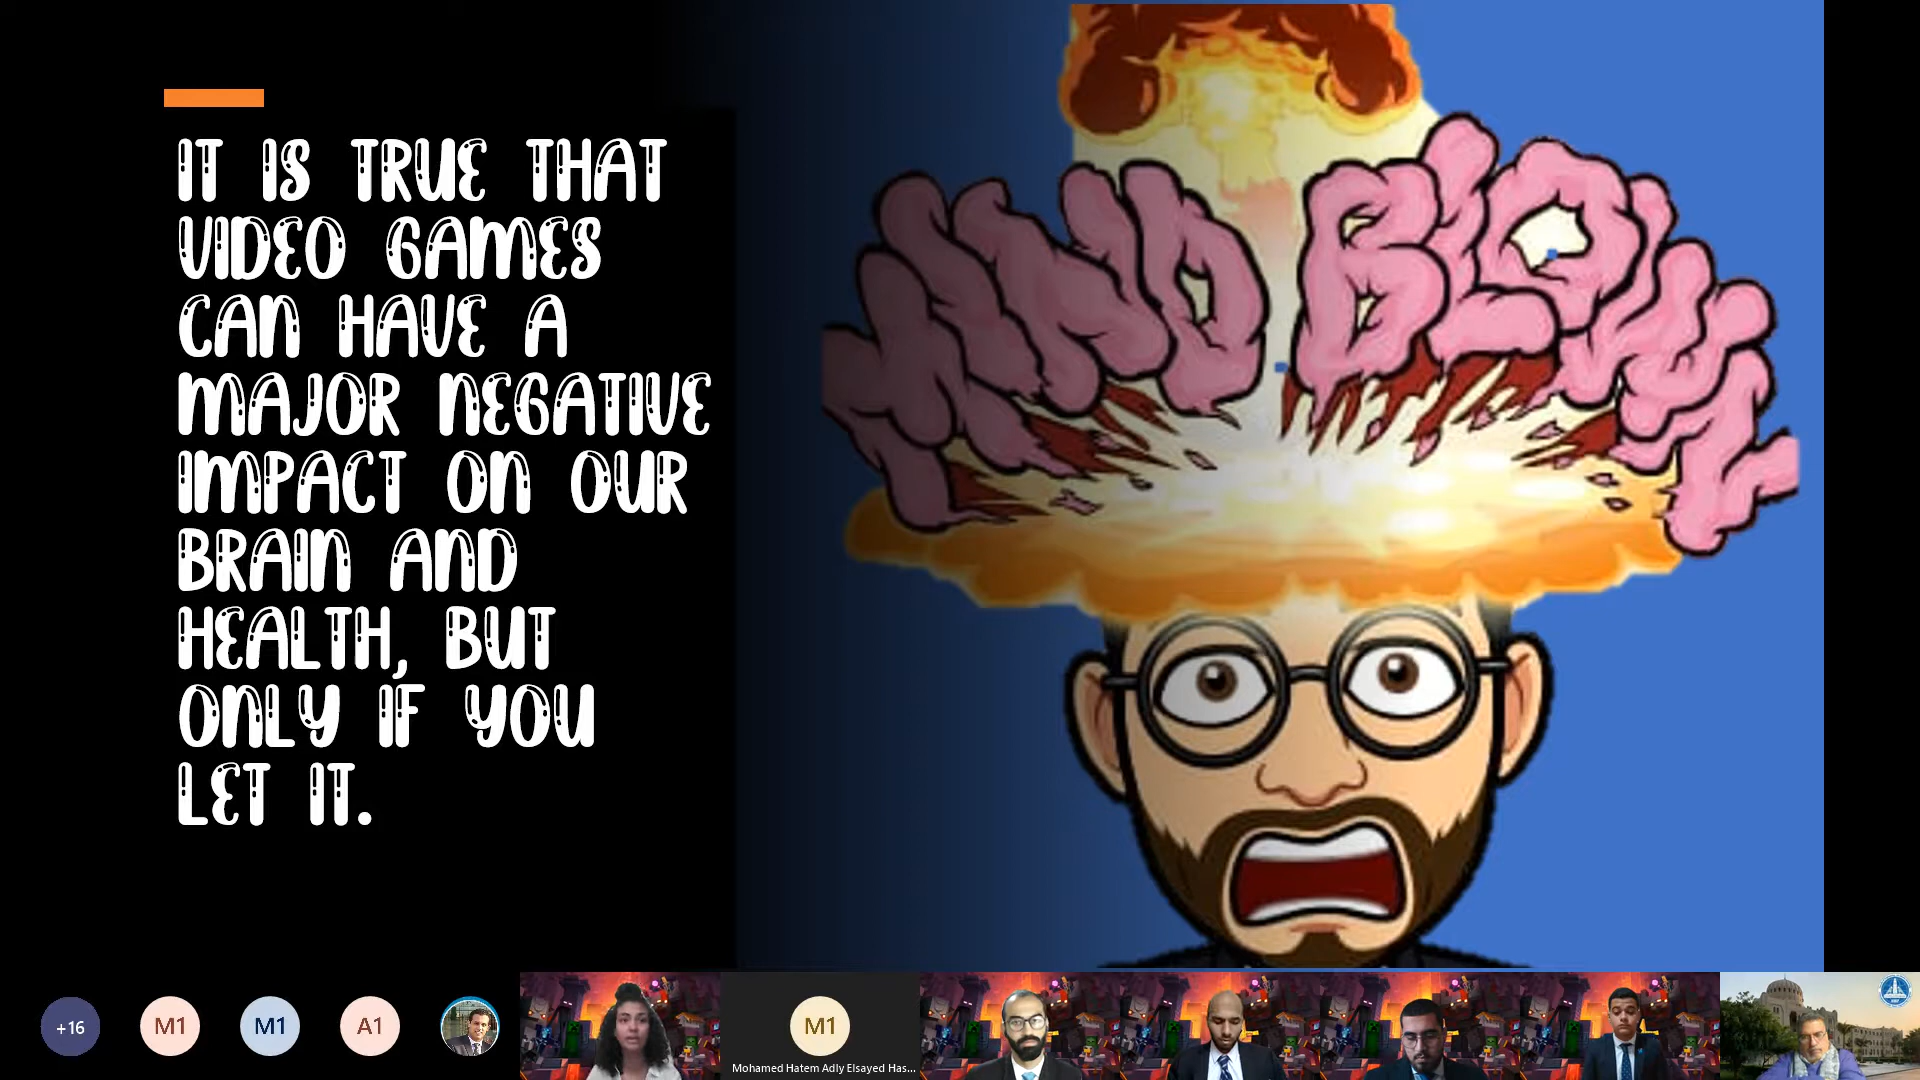 IT IS TRUE THAT
VIDEO GAMES
CAN HAVE A
MAJOR NEGATIVE
IMPACT ON OUR
BRAIN AND
HEALTH, BUT
ONLY IF YOU
LET IT.
MIND BLOWN
+16
M1
M1
A1
M1
Mohamed Hatem Adly Elsayed Has...